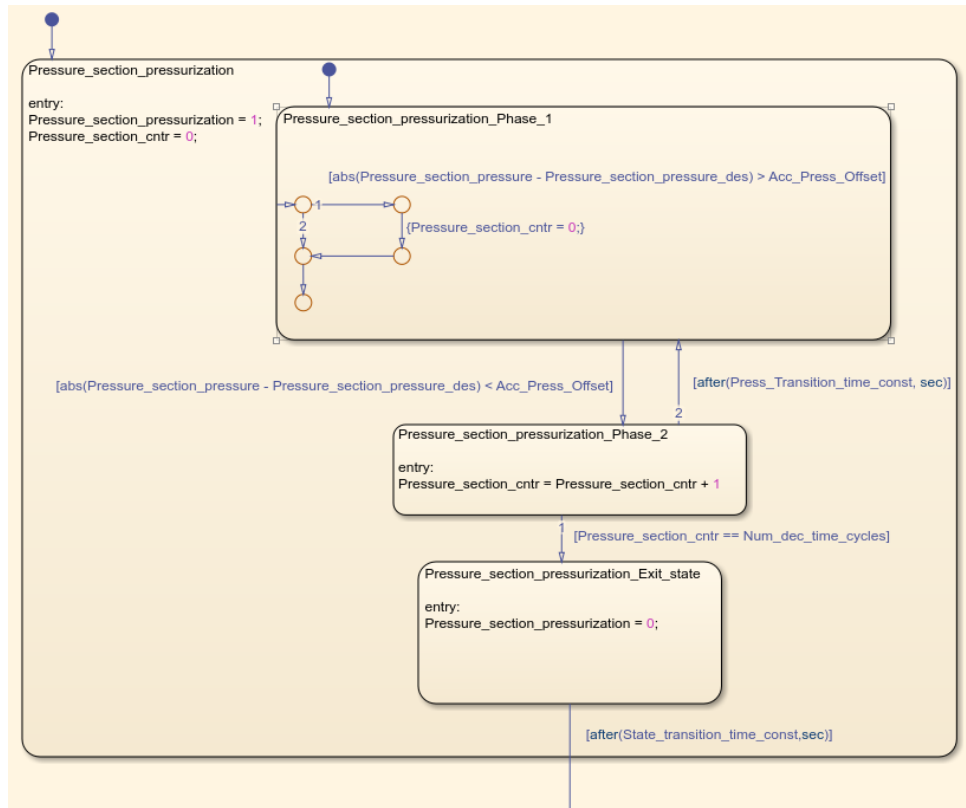 Pressure_section_pressurization
entry:
Pressure_section_pressurization = 1;
Pressure_section_cntr = 0;
Pressure_section_pressurization_Phase_1
[abs(Pressure_section_pressure - Pressure_section_pressure_des) > Acc_Press_Offset]
1
2
{Pressure_section_cntr = 0;}
[abs(Pressure_section_pressure - Pressure_section_pressure_des) < Acc_Press_Offset]
[after(Press_Transition_time_const, sec)]
2
Pressure_section_pressurization_Phase_2
entry:
Pressure_section_cntr = Pressure_section_cntr + 1
1
[Pressure_section_cntr == Num_dec_time_cycles]
Pressure_section_pressurization_Exit_state
entry:
Pressure_section_pressurization = 0;
[after(State_transition_time_const,sec)]